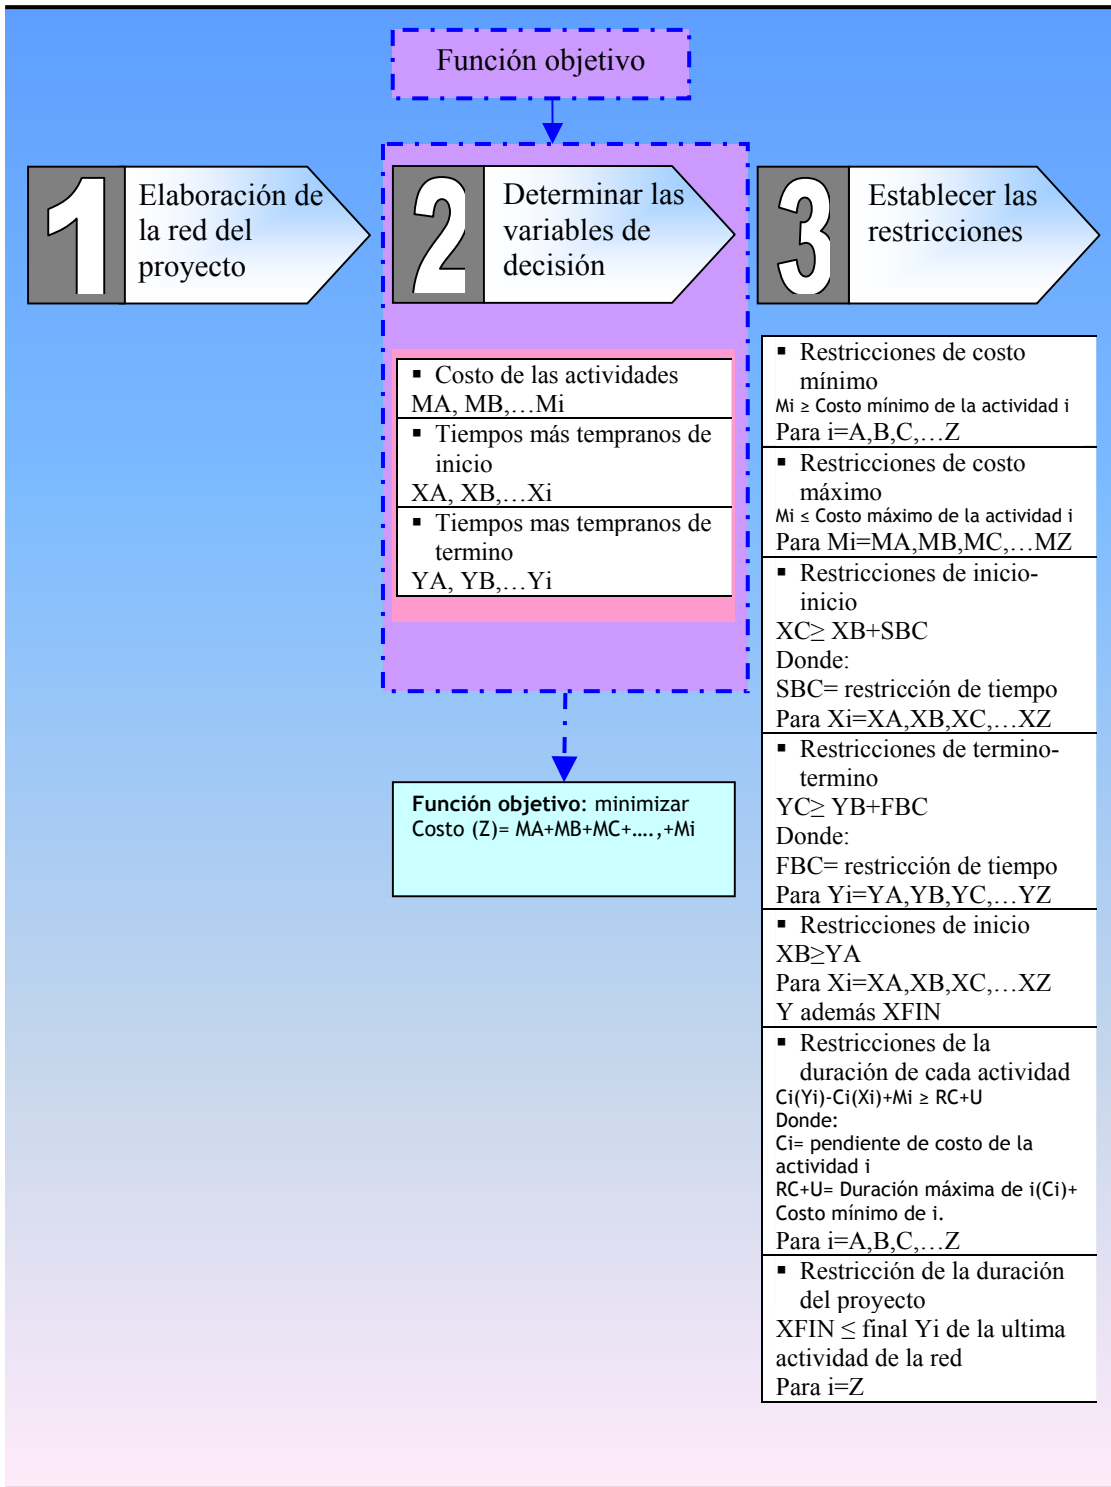 Función objetivo
1
Elaboración de
la red del
proyecto
2
Determinar las
variables de
decisión
▪ Costo de las actividades
MA, MB,…Mi
▪ Tiempos más tempranos de
inicio
XA, XB,…Xi
▪ Tiempos mas tempranos de
termino
YA, YB,…Yi
Función objetivo: minimizar
Costo (Z)= MA+MB+MC+….,+Mi
3
Establecer las
restricciones
▪ Restricciones de costo
mínimo
Mi ≥ Costo mínimo de la actividad i
Para i=A,B,C,…Z
▪ Restricciones de costo
máximo
Mi ≤ Costo máximo de la actividad i
Para Mi=MA,MB,MC,…MZ
▪ Restricciones de inicio-
inicio
XC≥ XB+SBC
Donde:
SBC= restricción de tiempo
Para Xi=XA,XB,XC,…XZ
▪ Restricciones de termino-
termino
YC≥ YB+FBC
Donde:
FBC= restricción de tiempo
Para Yi=YA,YB,YC,…YZ
▪ Restricciones de inicio
XB≥YA
Para Xi=XA,XB,XC,…XZ
Y además XFIN
▪ Restricciones de la
duración de cada actividad
Ci(Yi)-Ci(Xi)+Mi ≥ RC+U
Donde:
Ci= pendiente de costo de la
actividad i
RC+U= Duración máxima de i(Ci)+
Costo mínimo de i.
Para i=A,B,C,…Z
▪ Restricción de la duración
del proyecto
XFIN ≤ final Yi de la ultima
actividad de la red
Para i=Z